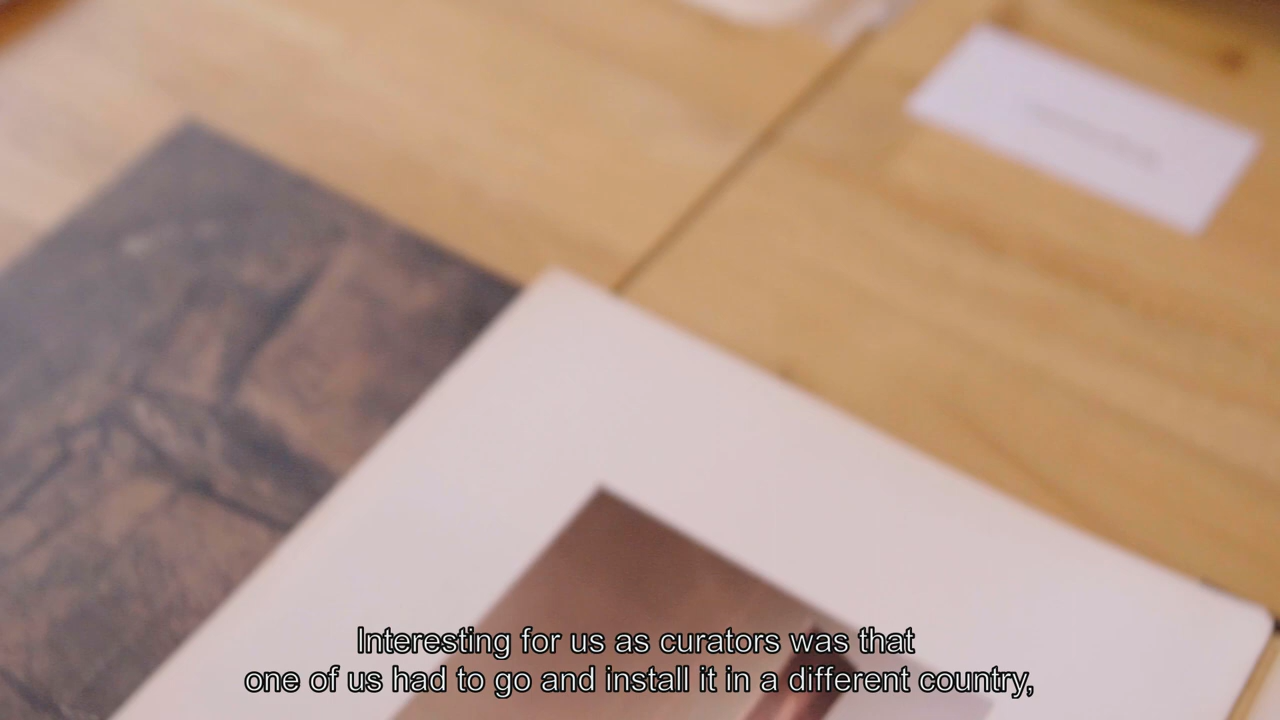 Interesting for us as curators was that
one of us had to go and install it in a different country,